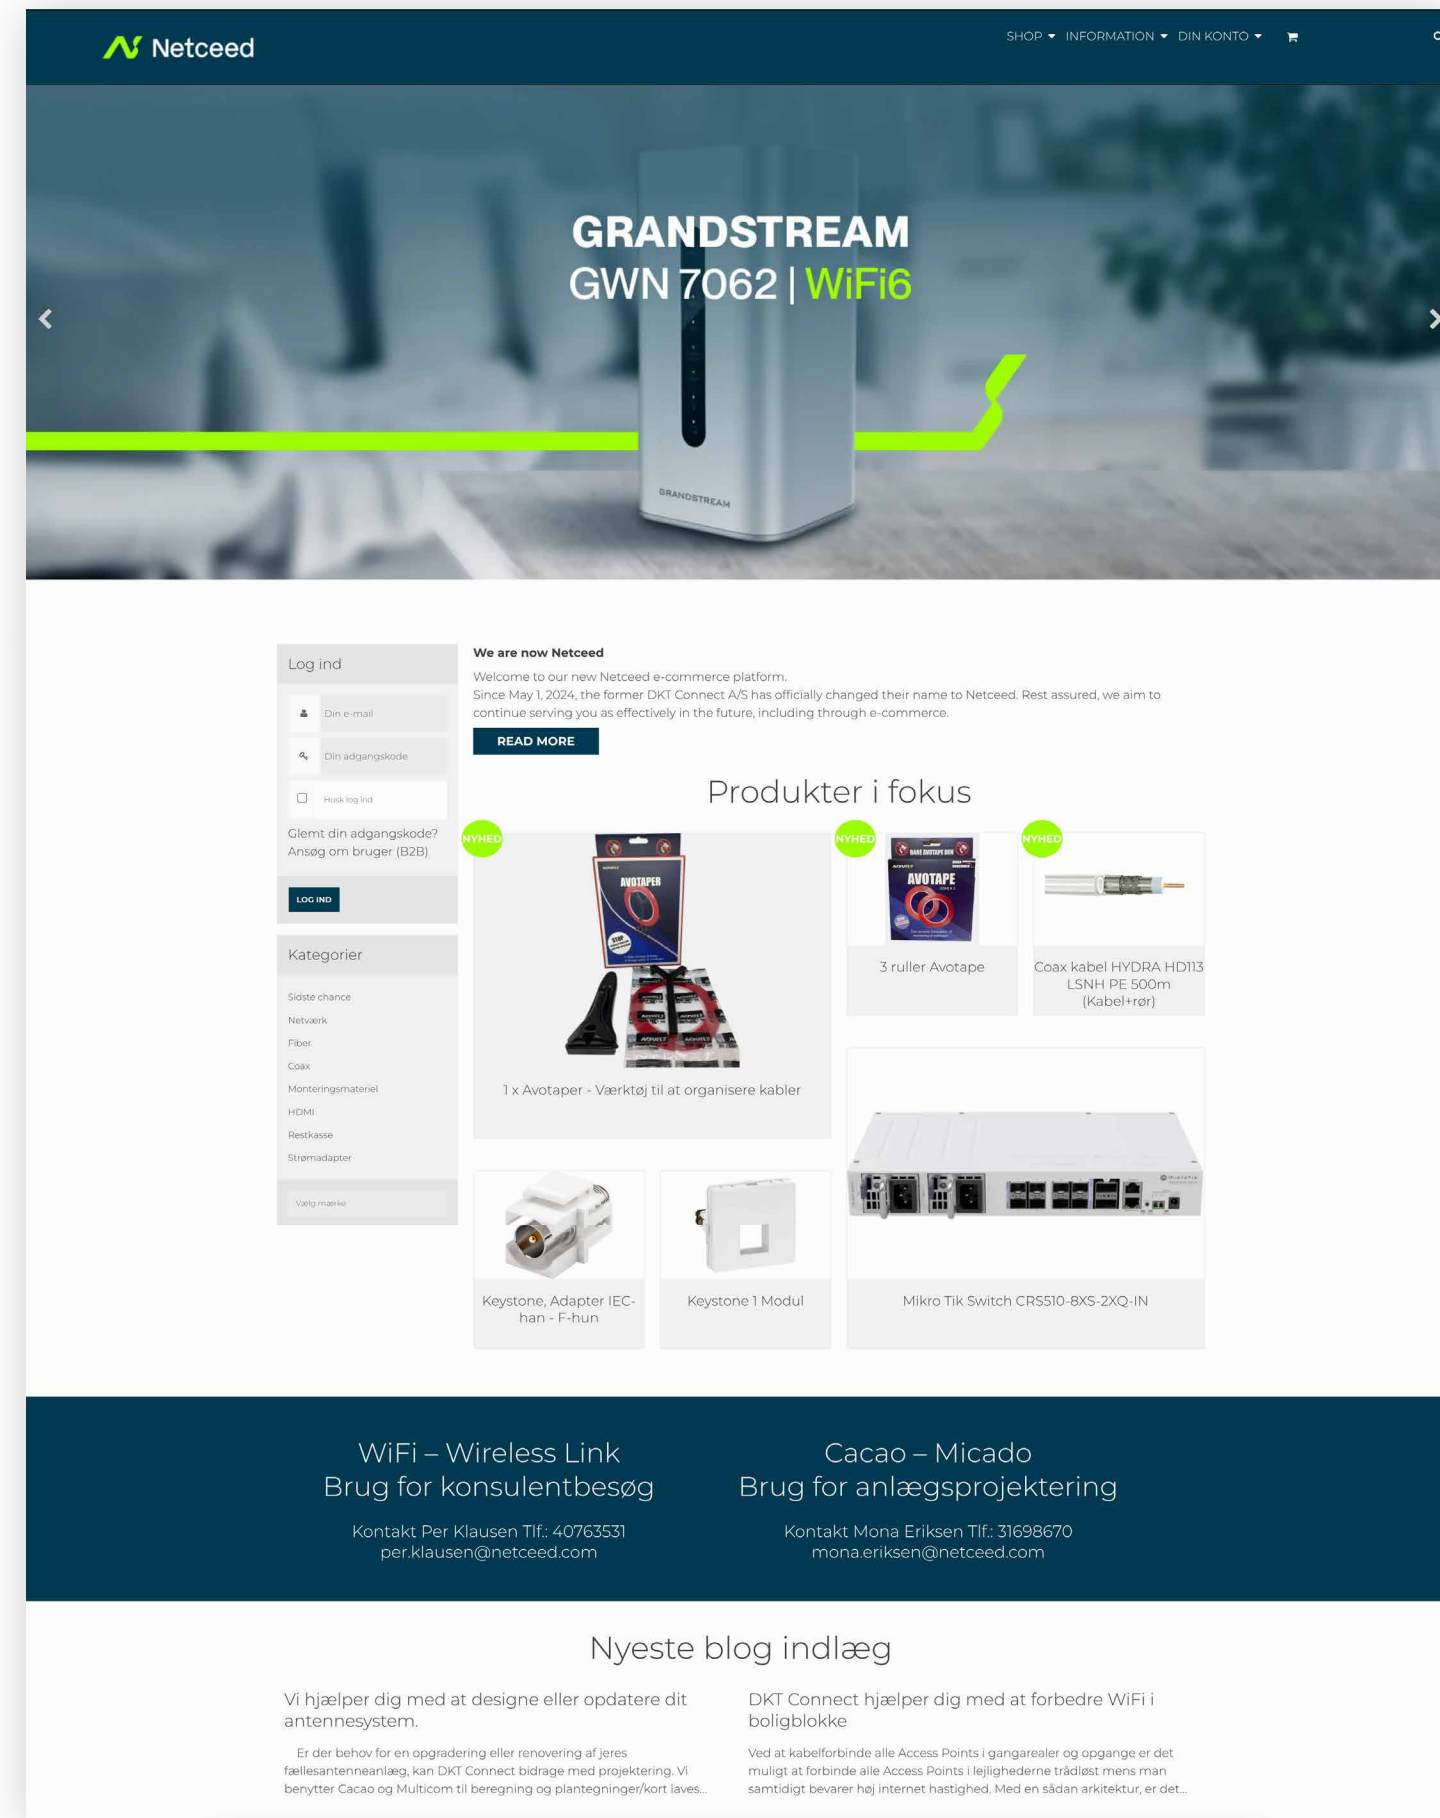 Netceed
SHOP INFORMATION DIN KONTO
GRANDSTREAM
GWN 7062 | WiFi6
GRANDSTREAM
Log ind
Din e-mail
Din adgangskode
Husk log ind
Glemt din adgangskode?
Ansøg om bruger (B2B)
LOG IND
Kategorier
Sidste chance
Netværk
Fiber
Coax
Monteringsmateriel
HDMI
Restkasse
Strømadapter
Vælg mærke
We are now Netceed
Welcome to our new Netceed e-commerce platform.
Since May 1, 2024, the former DKT Connect A/S has officially changed their name to Netceed. Rest assured, we aim to
continue serving you as effectively in the future, including through e-commerce.
READ MORE
Produkter i fokus
NYHED
AVOTAPER
STOP
1 x Avotaper - Værktøj til at organisere kabler
NYHED
AVOTAPE
3 ruller Avotape
NYHED
Coax kabel HYDRA HD113
LSNH PE 500m
(Kabel+rør)
Keystone, Adapter IEC-
han - F-hun
Keystone 1 Modul
MikroTik
Mikro Tik Switch CRS510-8XS-2XQ-IN
WiFi – Wireless Link
Brug for konsulentbesøg
Kontakt Per Klausen Tlf.: 40763531
per.klausen@netceed.com
Cacao – Micado
Brug for anlægsprojektering
Kontakt Mona Eriksen Tlf.: 31698670
mona.eriksen@netceed.com
Nyeste blog indlæg
Vi hjælper dig med at designe eller opdatere dit
antennesystem.
Er der behov for en opgradering eller renovering af jeres
fællesantenneanlæg, kan DKT Connect bidrage med projektering. Vi
benytter Cacao og Multicom til beregning og plantegninger/kort laves...
DKT Connect hjælper dig med at forbedre WiFi i
boligblokke
Ved at kabelforbinde alle Access Points i gangarealer og opgange er det
muligt at forbinde alle Access Points i lejlighederne trådløst mens man
samtidigt bevarer høj internet hastighed. Med en sådan arkitektur, er det...